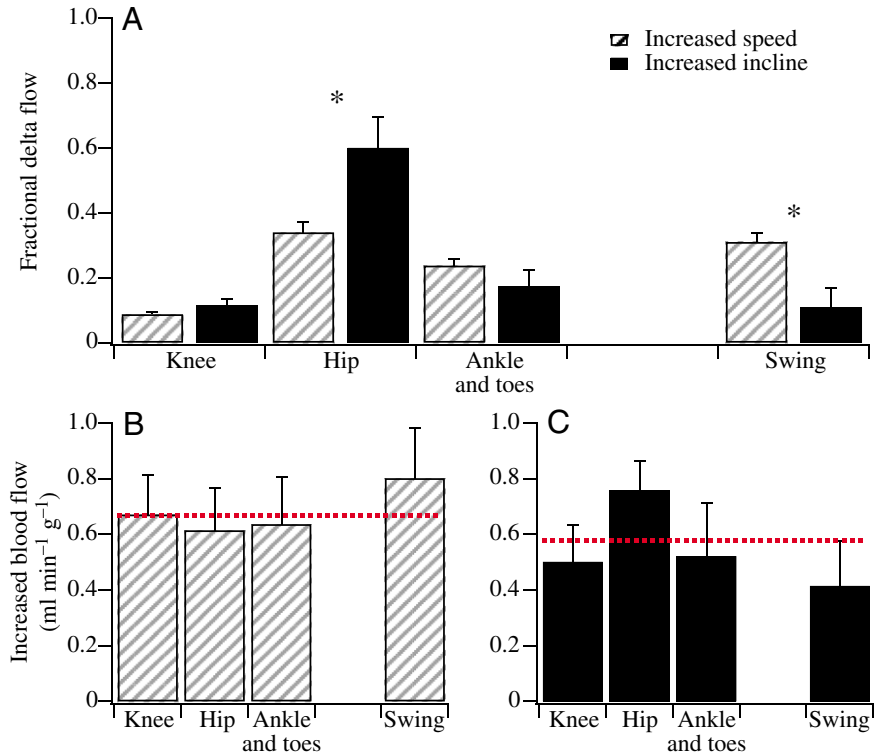 A
Increased speed
Increased incline
Fractional delta flow
1.0
0.8
0.6
0.4
0.2
0
*
*
Knee
Hip
Ankle
and toes
Swing
B
Increased blood flow
(ml min⁻¹ g⁻¹)
1.0
0.8
0.6
0.4
0.2
0
Knee
Hip
Ankle
and toes
Swing
C
1.0
0.8
0.6
0.4
0.2
0
Knee
Hip
Ankle
and toes
Swing